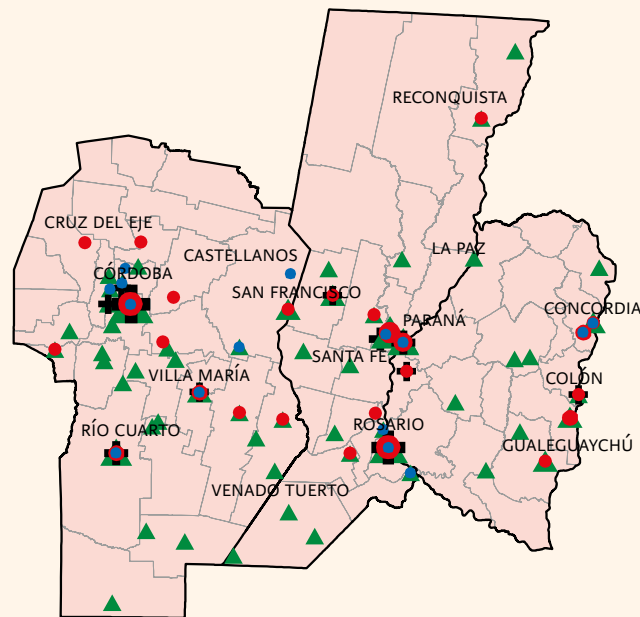 RECONQUISTA
CRUZ DEL EJE
CASTELLANOS
LA PAZ
CÓRDOBA
SAN FRANCISCO
CONCORDIA
PARANÁ
SANTA FE
VILLA MARÍA
COLÓN
ROSARIO
RÍO CUARTO
GUALEGUAYCHÚ
VENADO TUERTO